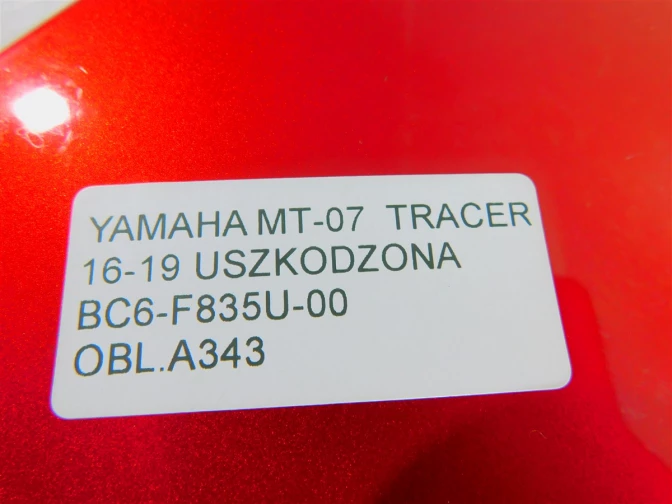 YAMAHA MT-07 TRACER
16-19 USZKODZONA
BC6-F835U-00
OBL.A343